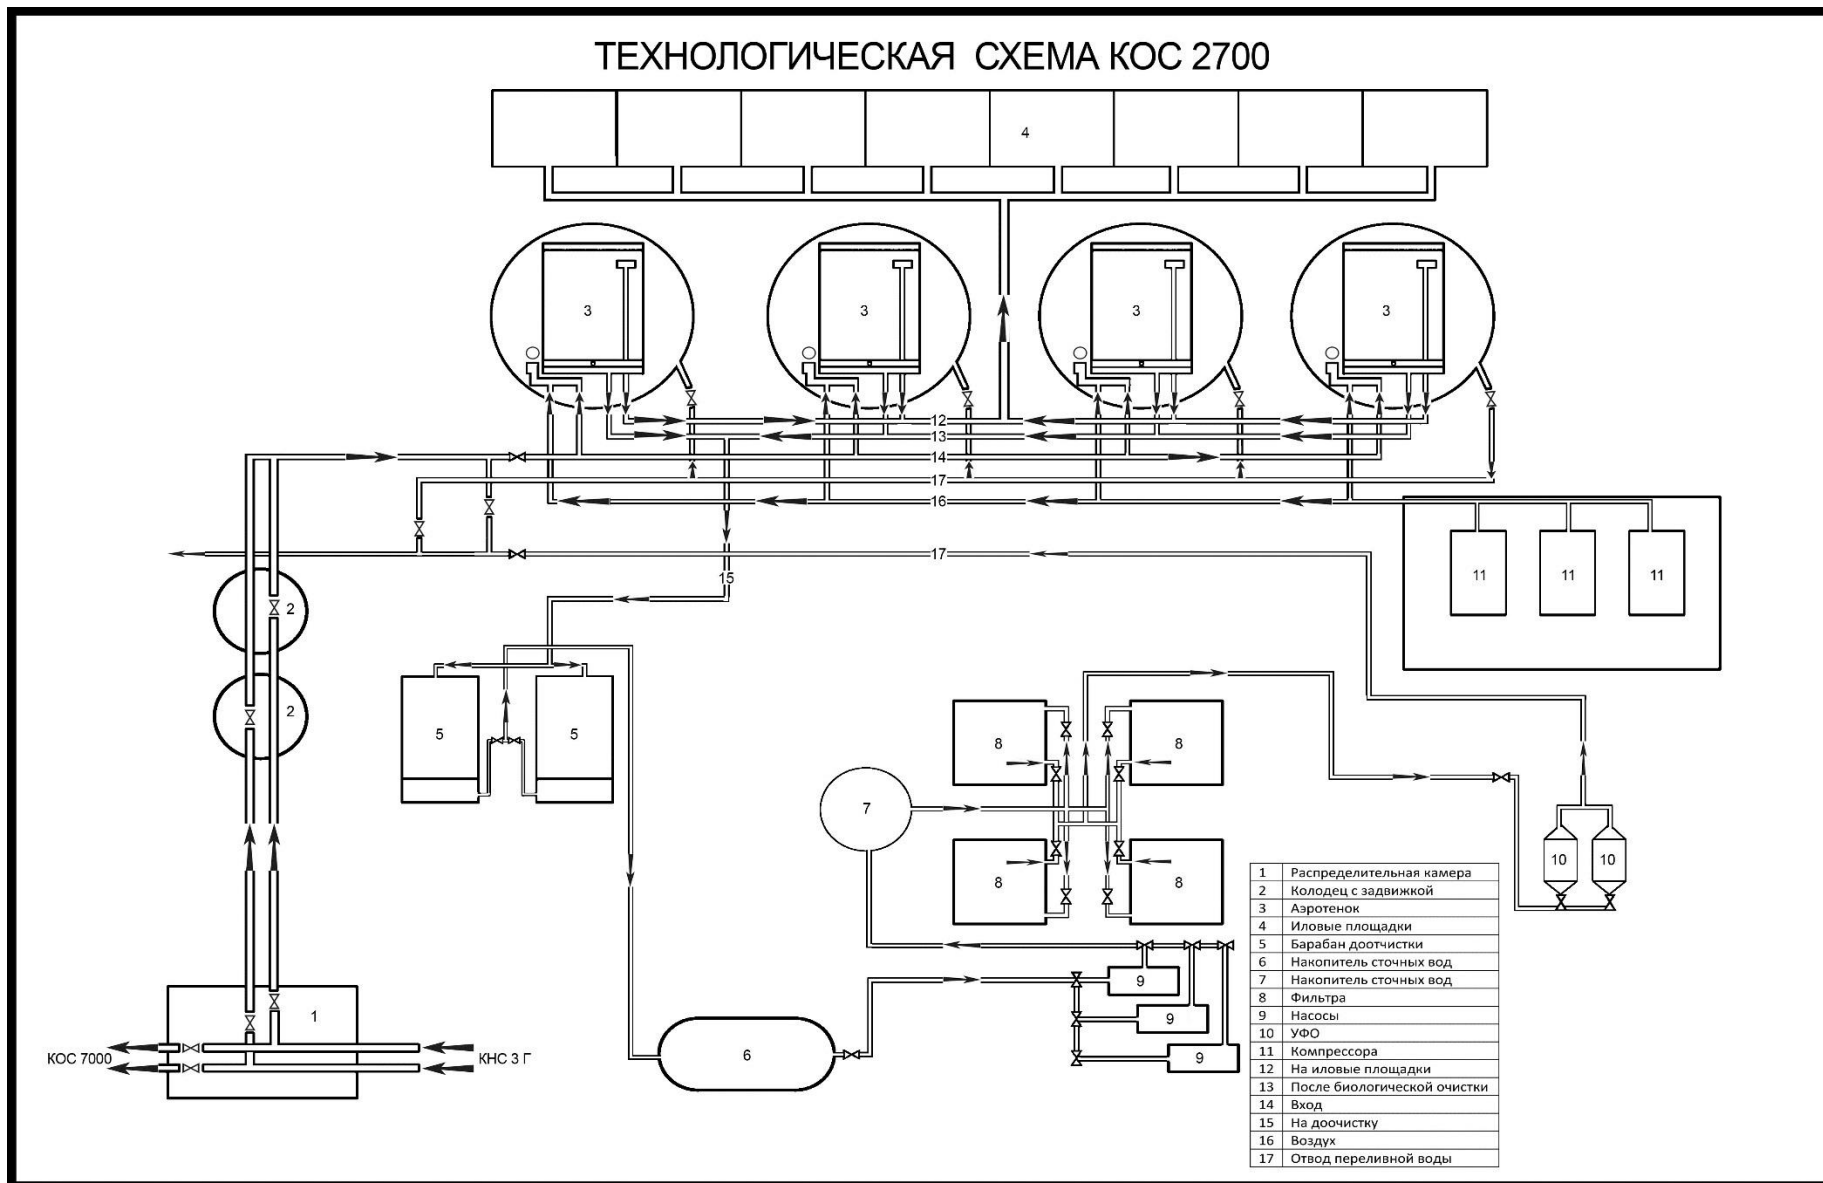 ТЕХНОЛОГИЧЕСКАЯ СХЕМА КОС 2700
4
3 3 3 3
12
13
14
17
16
17
11 11 11
15
2
2
5 5
8 8
7
8 8
10 10
9
9
9
6
1
КОС 7000
КНС 3 Г
1 Распределительная камера
2 Колодец с задвижкой
3 Аэротенок
4 Иловые площадки
5 Барабан доотчистки
6 Накопитель сточных вод
7 Накопитель сточных вод
8 Фильтра
9 Насосы
10 УФО
11 Компрессора
12 На иловые площадки
13 После биологической очистки
14 Вход
15 На доочистку
16 Воздух
17 Отвод переливной воды